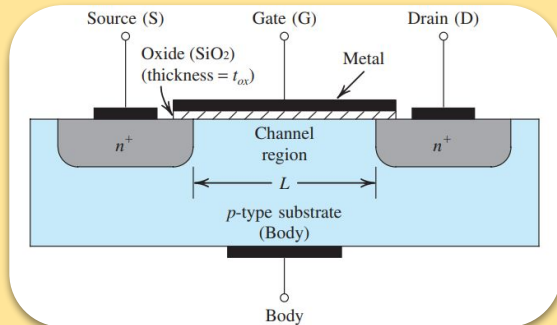 Source (S)
Gate (G)
Drain (D)
Oxide (SiO₂)
(thickness = tₒₓ)
Metal
n⁺
Channel
region
n⁺
L
p-type substrate
(Body)
Body